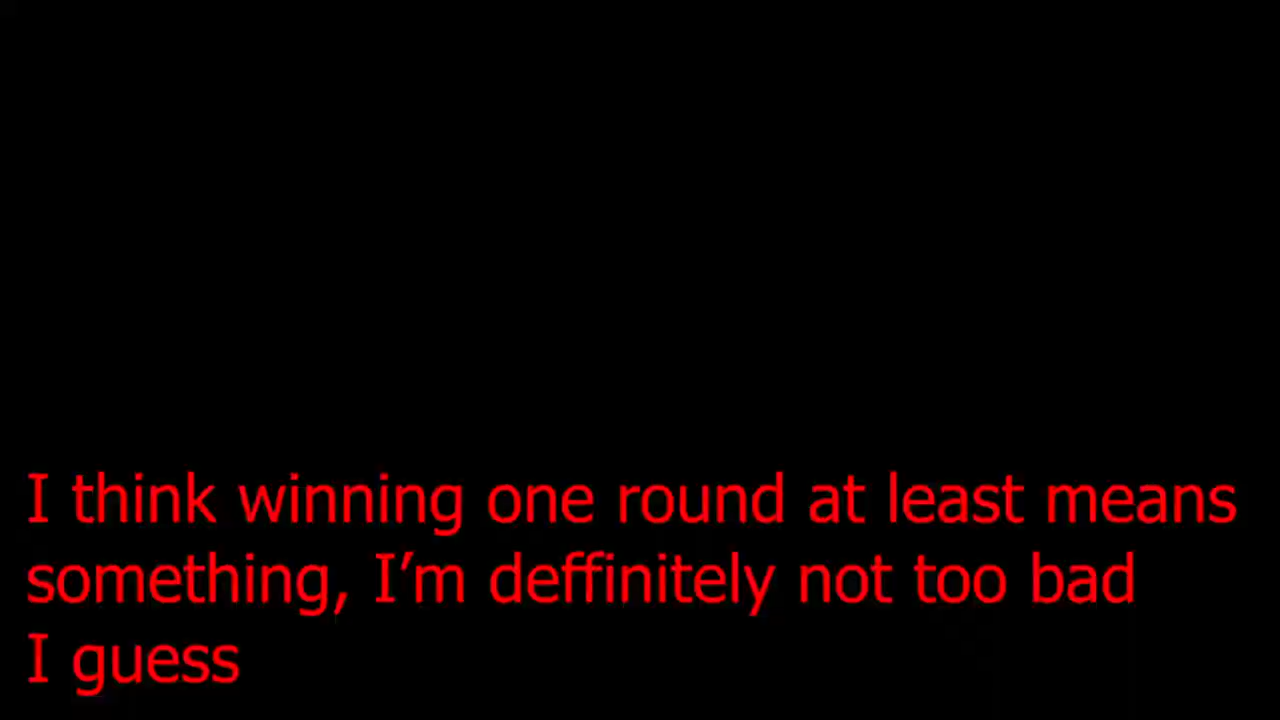 I think winning one round at least means
something, I’m deffinitely not too bad
I guess